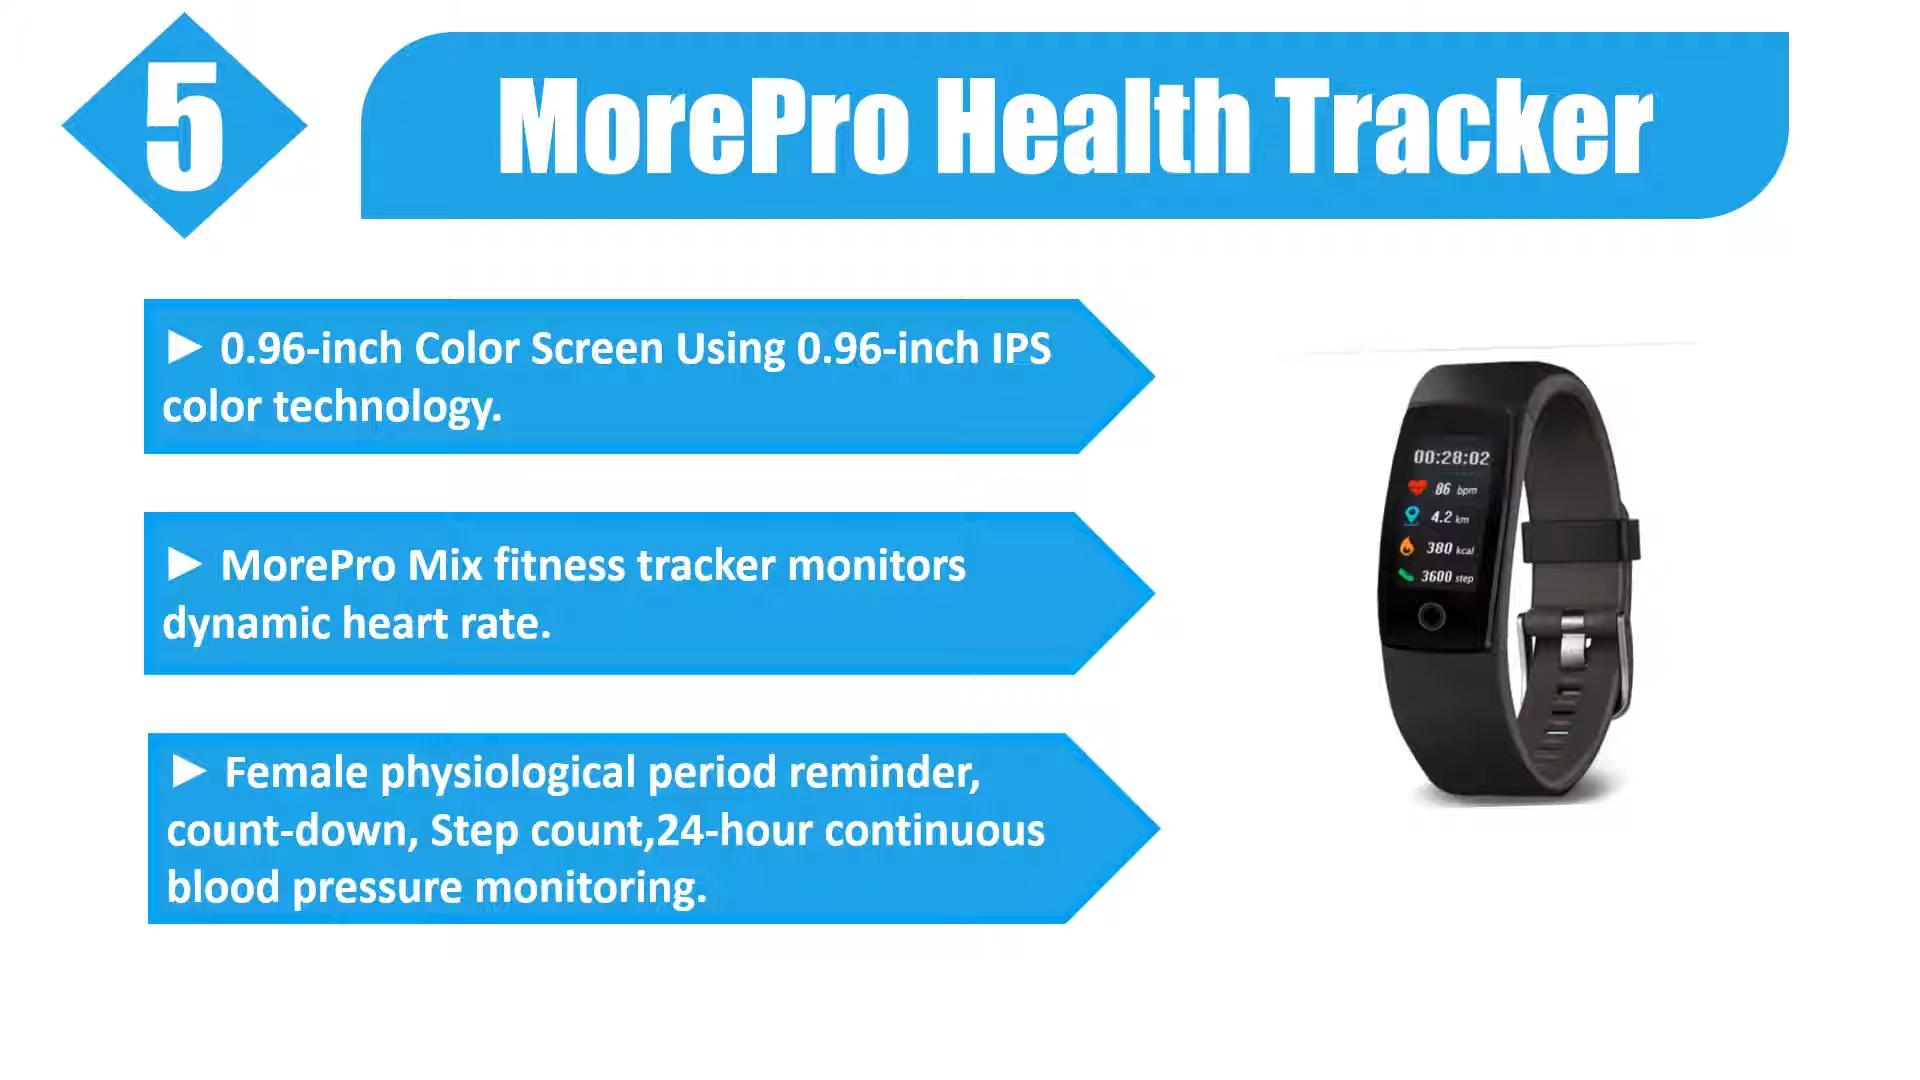 5
MorePro Health Tracker
► 0.96-inch Color Screen Using 0.96-inch IPS
color technology.
► MorePro Mix fitness tracker monitors
dynamic heart rate.
► Female physiological period reminder,
count-down, Step count,24-hour continuous
blood pressure monitoring.
00:28:02
86 bpm
4.2 km
380 kcal
3600 step